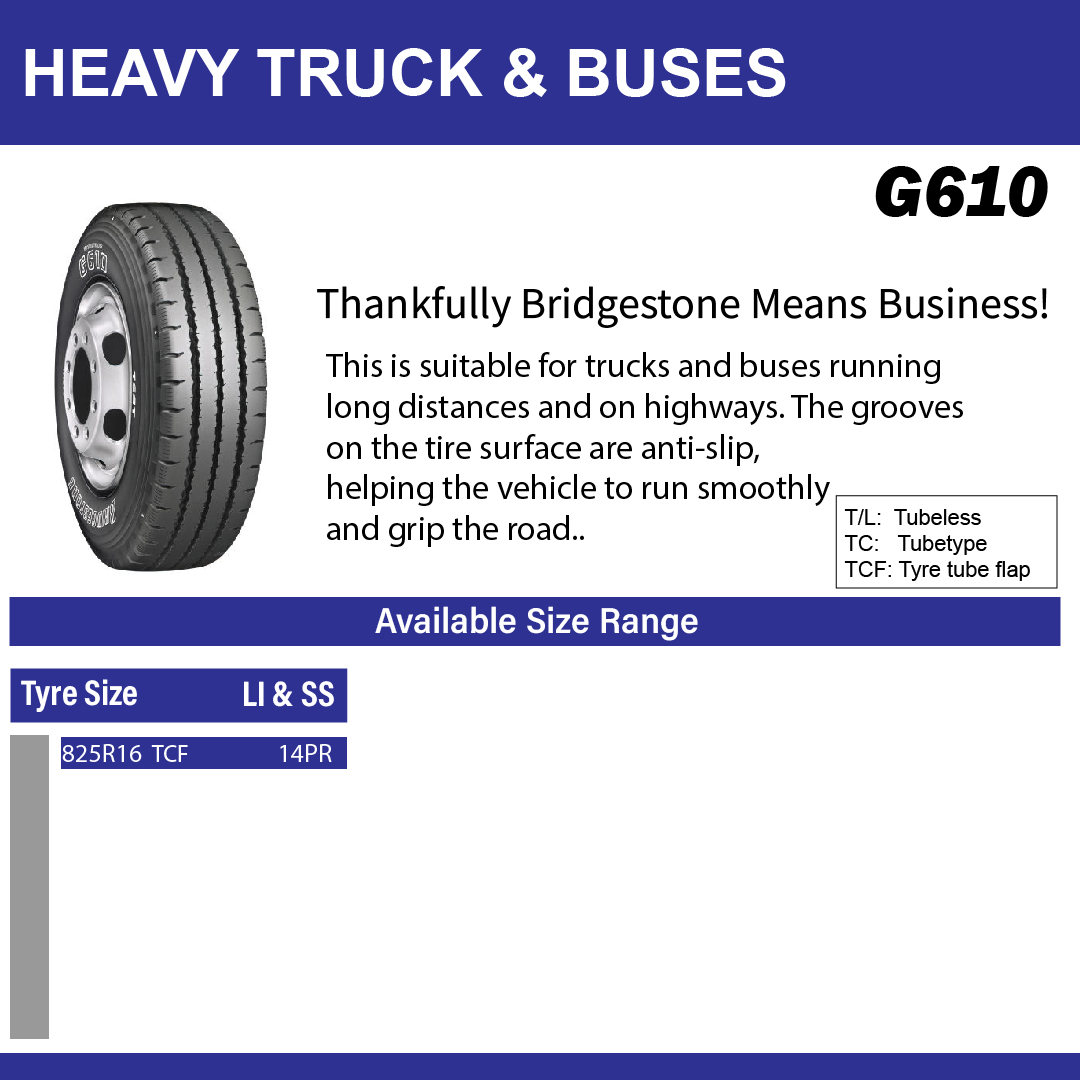 HEAVY TRUCK & BUSES
G610
G610
BRIDGESTONE
Thankfully Bridgestone Means Business!
This is suitable for trucks and buses running
long distances and on highways. The grooves
on the tire surface are anti-slip,
helping the vehicle to run smoothly
and grip the road..
T/L: Tubeless
TC: Tubetype
TCF: Tyre tube flap
Available Size Range
Tyre Size LI & SS
825R16 TCF 14PR